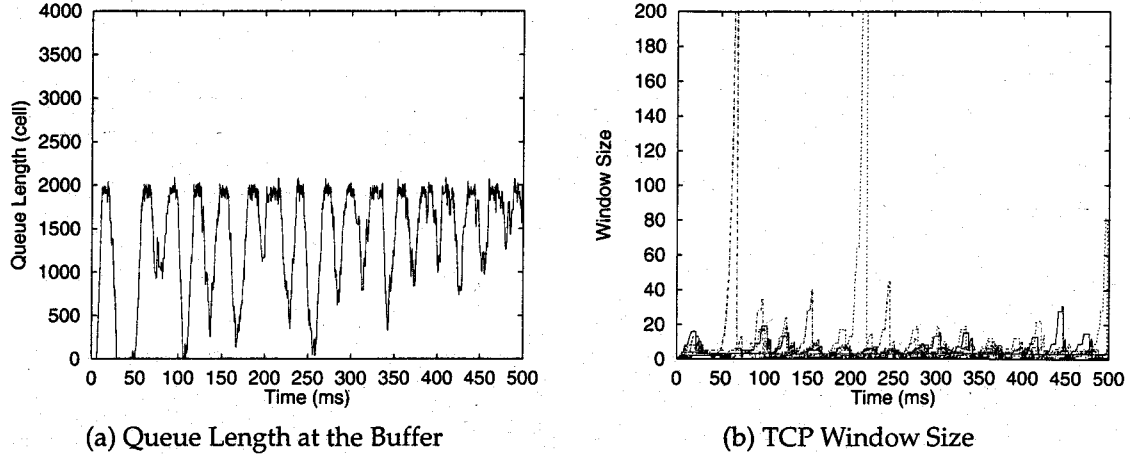 4000
3500
3000
2500
2000
1500
1000
500
0
Queue Length (cell)
0 50 100 150 200 250 300 350 400 450 500
Time (ms)
(a) Queue Length at the Buffer
200
180
160
140
120
100
80
60
40
20
0
Window Size
0 50 100 150 200 250 300 350 400 450 500
Time (ms)
(b) TCP Window Size